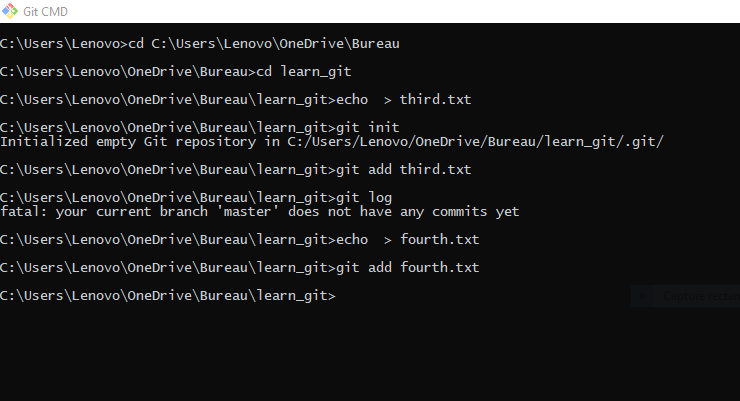 Git CMD
C:\Users\Lenovo>cd C:\Users\Lenovo\OneDrive\Bureau
C:\Users\Lenovo\OneDrive\Bureau>cd learn_git
C:\Users\Lenovo\OneDrive\Bureau\learn_git>echo  > third.txt
C:\Users\Lenovo\OneDrive\Bureau\learn_git>git init
Initialized empty Git repository in C:/Users/Lenovo/OneDrive/Bureau/learn_git/.git/
C:\Users\Lenovo\OneDrive\Bureau\learn_git>git add third.txt
C:\Users\Lenovo\OneDrive\Bureau\learn_git>git log
fatal: your current branch 'master' does not have any commits yet
C:\Users\Lenovo\OneDrive\Bureau\learn_git>echo  > fourth.txt
C:\Users\Lenovo\OneDrive\Bureau\learn_git>git add fourth.txt
C:\Users\Lenovo\OneDrive\Bureau\learn_git>